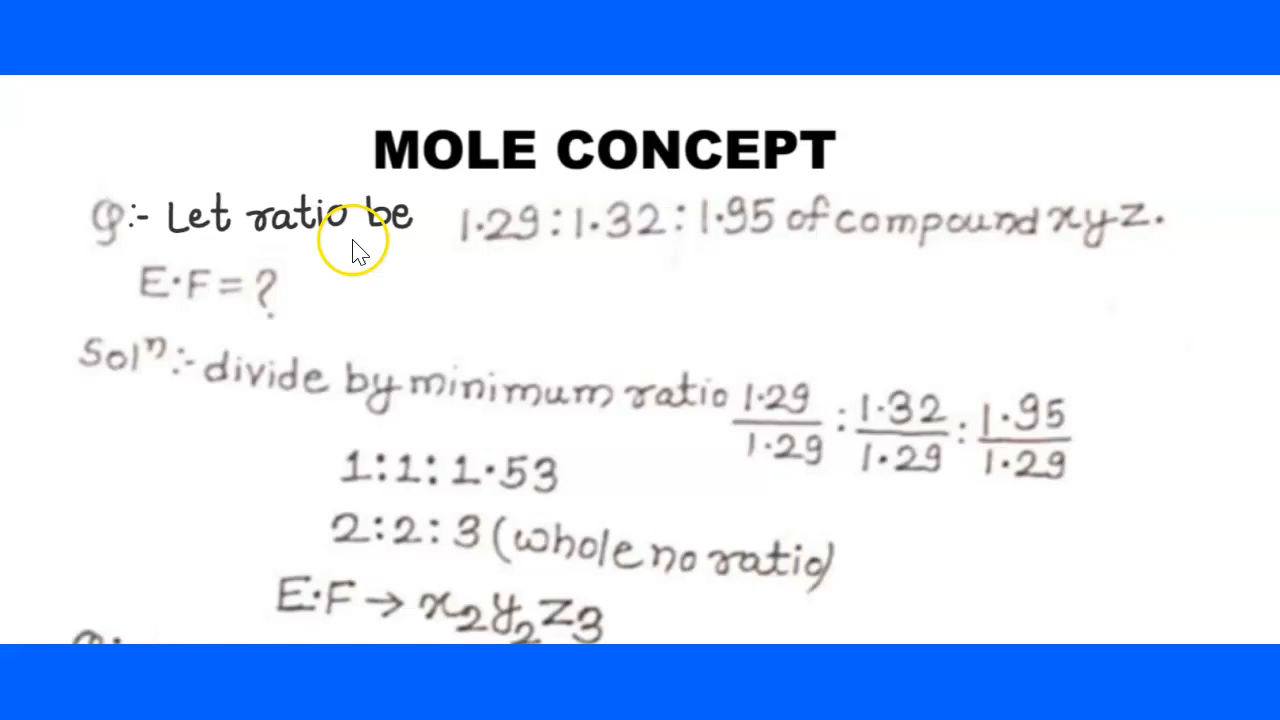 MOLE CONCEPT
Q:- Let ratio be 1.29:1.32:1.95 of compound xyz.
E.F = ?
Solⁿ:- divide by minimum ratio 1.29/1.29 : 1.32/1.29 : 1.95/1.29
1:1:1.53
2:2:3 (whole no ratio)
E.F → x₂y₂z₃